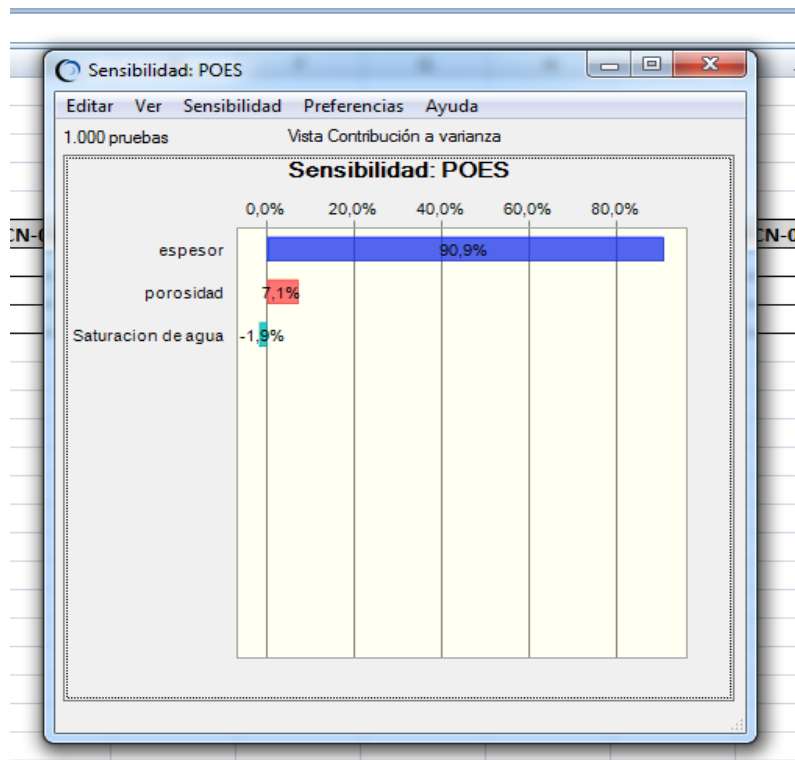 Sensibilidad: POES
Editar Ver Sensibilidad Preferencias Ayuda
1.000 pruebas Vista Contribución a varianza
Sensibilidad: POES
0,0% 20,0% 40,0% 60,0% 80,0%
espesor 90,9%
porosidad 7,1%
Saturacion de agua -1,9%